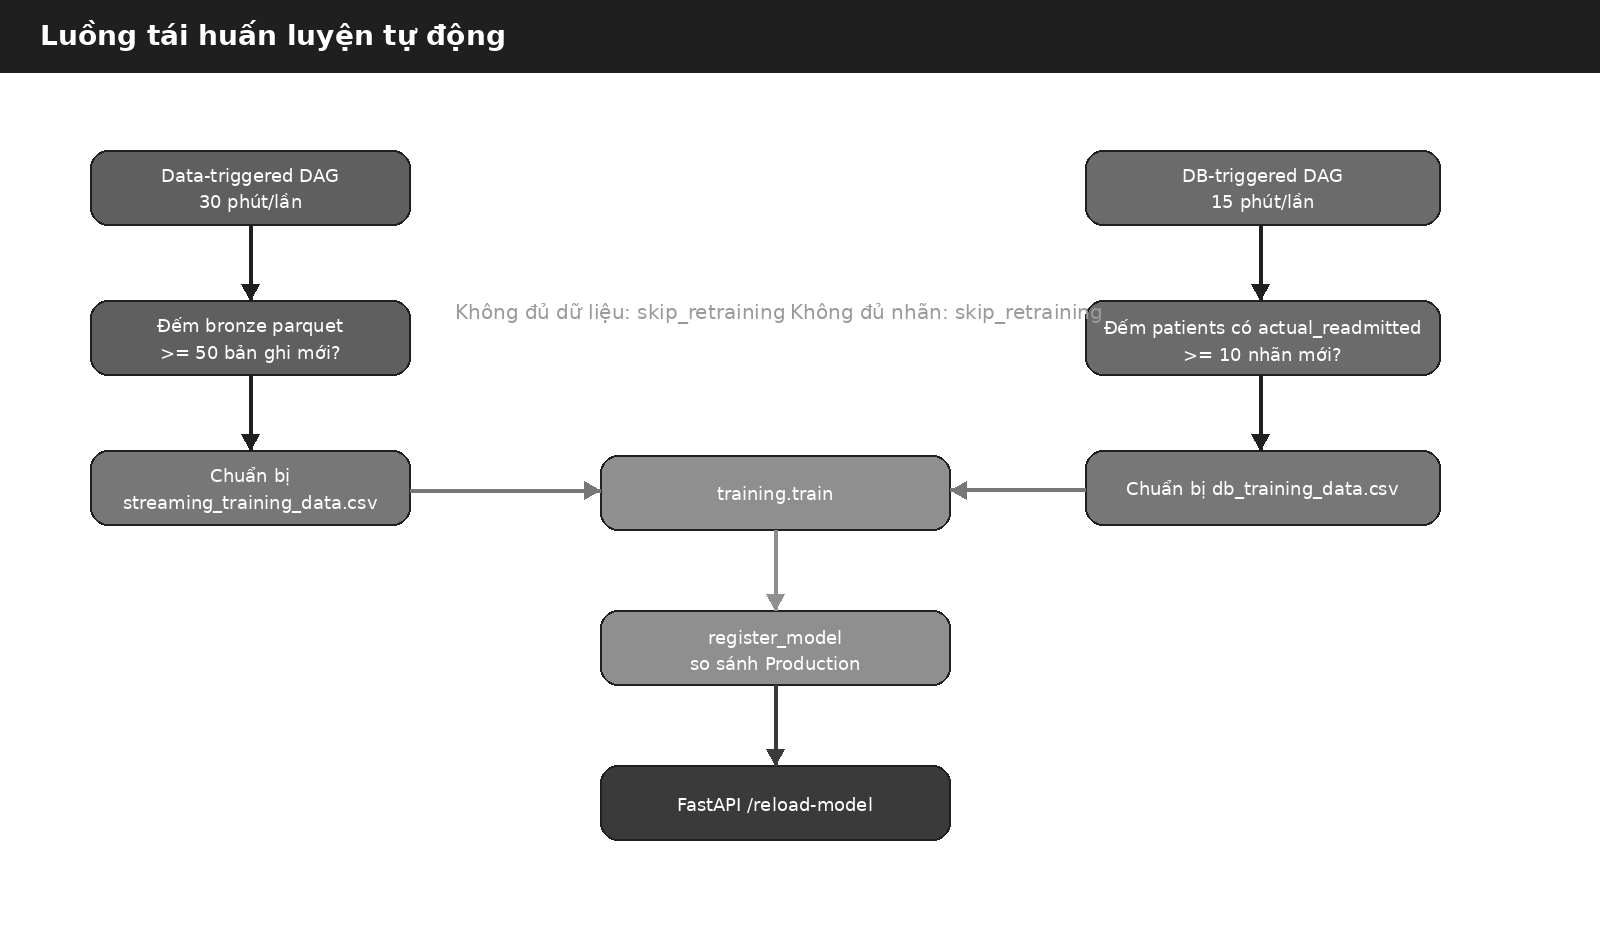 Luồng tái huấn luyện tự động
Data-triggered DAG
30 phút/lần
DB-triggered DAG
15 phút/lần
Đếm bronze parquet
>= 50 bản ghi mới?
Không đủ dữ liệu: skip_retraining
Không đủ nhãn: skip_retraining
Đếm patients có actual_readmitted
>= 10 nhãn mới?
Chuẩn bị
streaming_training_data.csv
training.train
Chuẩn bị db_training_data.csv
register_model
so sánh Production
FastAPI /reload-model